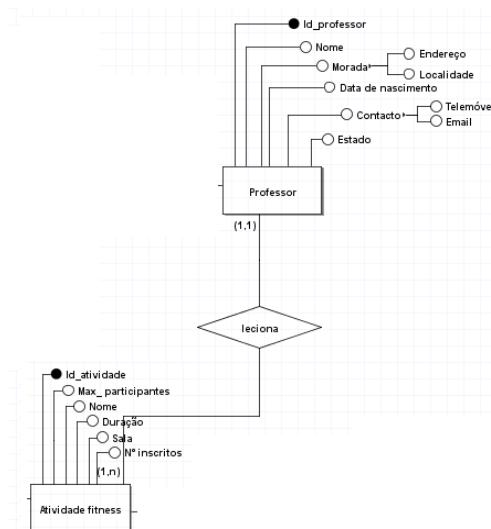 Id_professor
Nome
Morada
Endereço
Localidade
Data de nascimento
Contacto
Telemóve
Email
Estado
Professor
(1,1)
leciona
Id_atividade
Max_ participantes
Nome
Duração
Sala
Nº inscritos
(1,n)
Atividade fitness